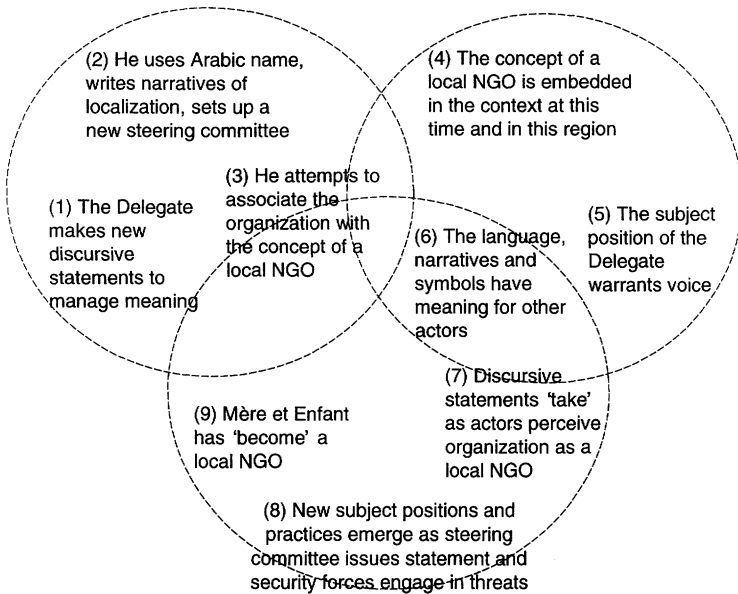 (2) He uses Arabic name,
writes narratives of
localization, sets up a
new steering committee
(4) The concept of a
local NGO is embedded
in the context at this
time and in this region
(3) He attempts to
associate the
organization with
the concept of a
local NGO
(1) The Delegate
makes new
discursive
statements to
manage meaning
(5) The subject
position of the
Delegate
warrants voice
(6) The language,
narratives and
symbols have
meaning for other
actors
(7) Discursive
statements ‘take’
as actors perceive
organization as a
local NGO
(9) Mère et Enfant
has ‘become’ a
local NGO
(8) New subject positions and
practices emerge as steering
committee issues statement and
security forces engage in threats